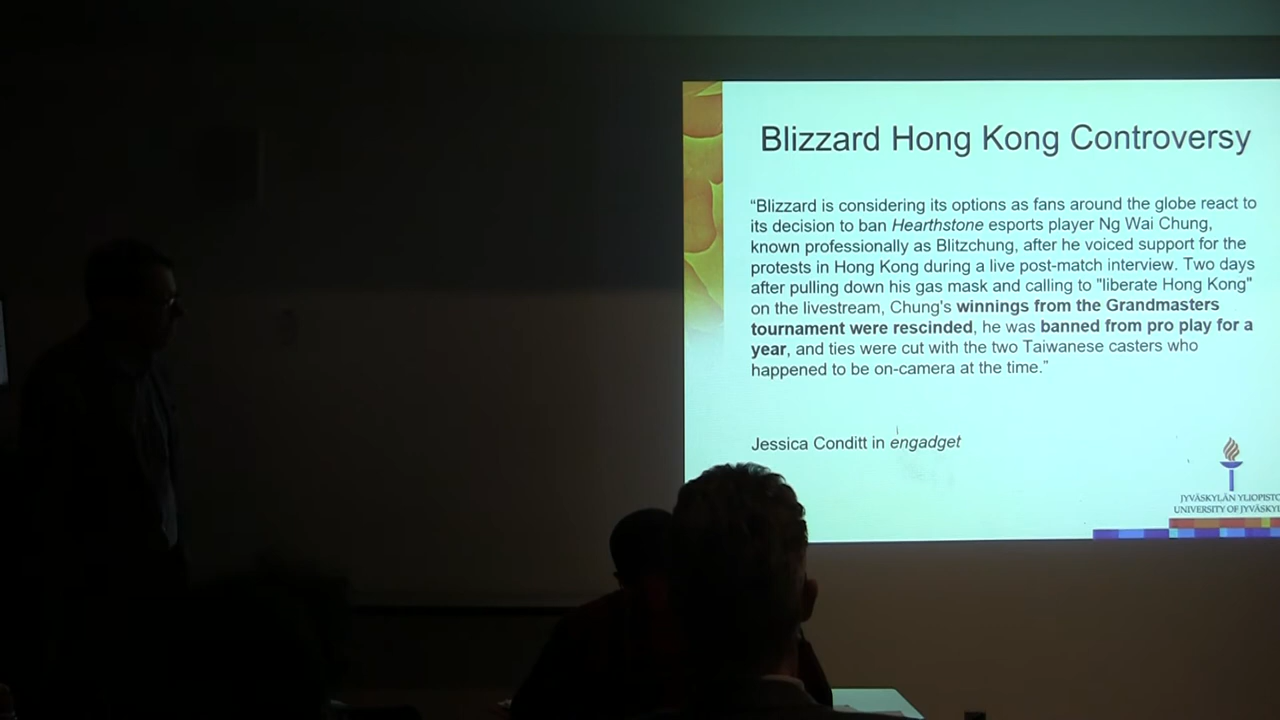 Blizzard Hong Kong Controversy
“Blizzard is considering its options as fans around the globe react to
its decision to ban Hearthstone esports player Ng Wai Chung,
known professionally as Blitzchung, after he voiced support for the
protests in Hong Kong during a live post-match interview. Two days
after pulling down his gas mask and calling to "liberate Hong Kong"
on the livestream, Chung's winnings from the Grandmasters
tournament were rescinded, he was banned from pro play for a
year, and ties were cut with the two Taiwanese casters who
happened to be on-camera at the time.”
Jessica Conditt in engadget
JYVÄSKYLÄN YLIOPISTO
UNIVERSITY OF JYVÄSKYL